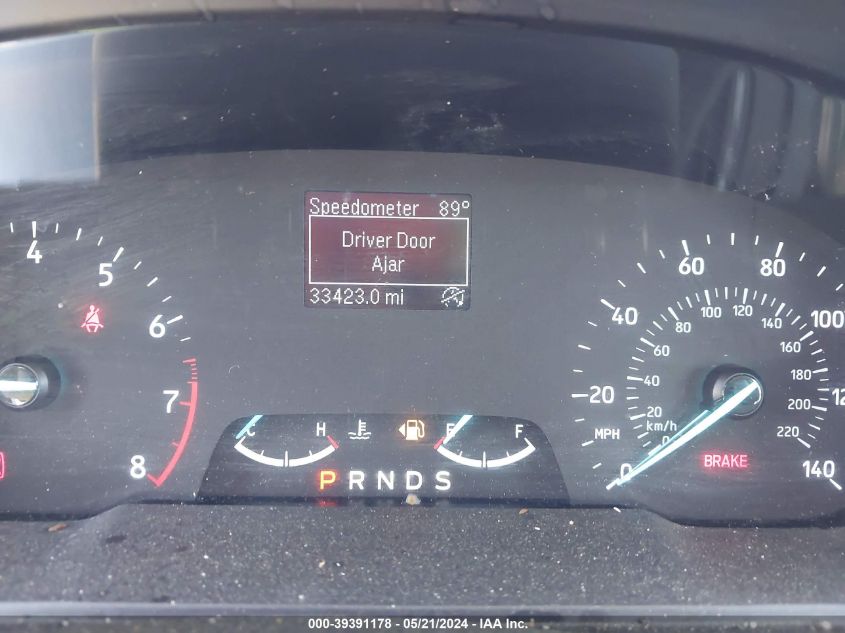 Speedometer 89°
Driver Door
Ajar
33423.0 mi
4
5
6
7
8
C H
E F
P R N D S
0 20 40 60 80 100 140
MPH
20 40 60 80 100 120 140 160 180 200 220
km/h
BRAKE
000-39391178 - 05/21/2024 - IAA Inc.